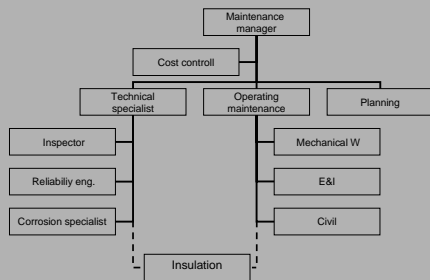 Maintenance
manager
Cost controll
Technical
specialist
Operating
maintenance
Planning
Inspector
Mechanical W
Reliabiliy eng.
E&I
Corrosion specialist
Civil
Insulation